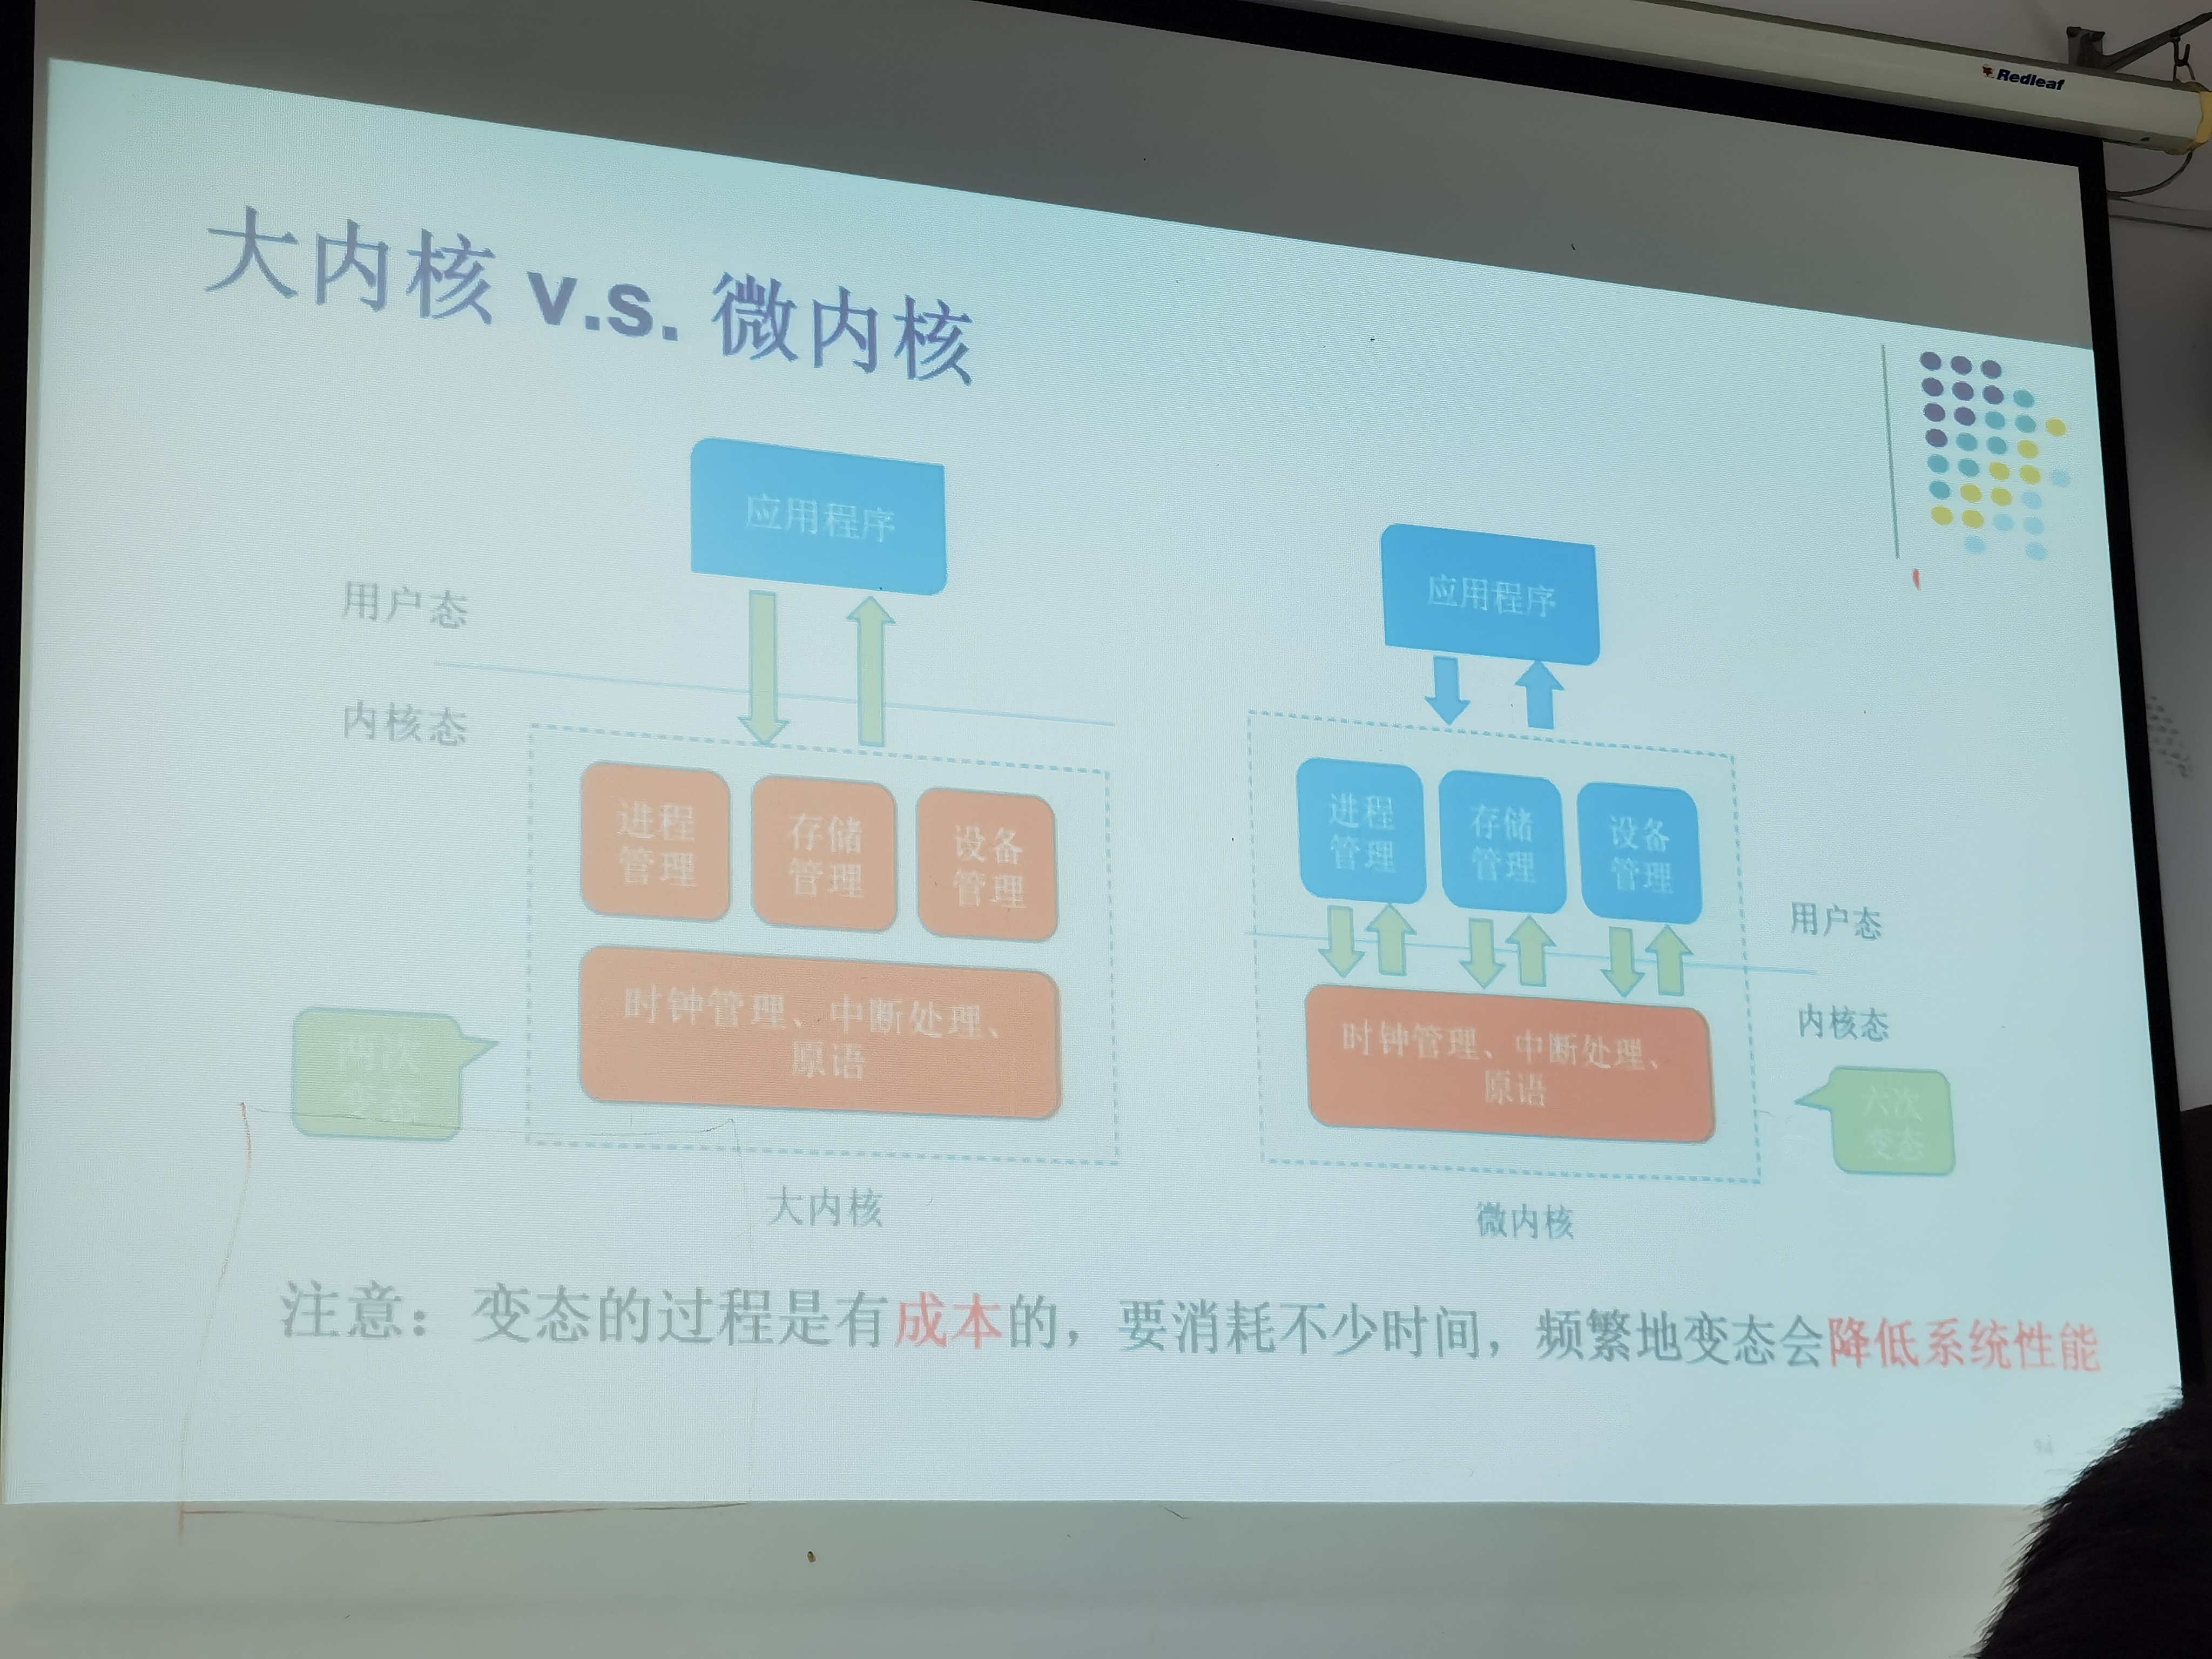 Redleaf
大内核 v.s. 微内核
应用程序
用户态
内核态
进程
管理
存储
管理
设备
管理
时钟管理、中断处理、
原语
两次
变态
大内核
应用程序
进程
管理
存储
管理
设备
管理
用户态
内核态
时钟管理、中断处理、
原语
六次
变态
微内核
注意：变态的过程是有成本的，要消耗不少时间，频繁地变态会降低系统性能